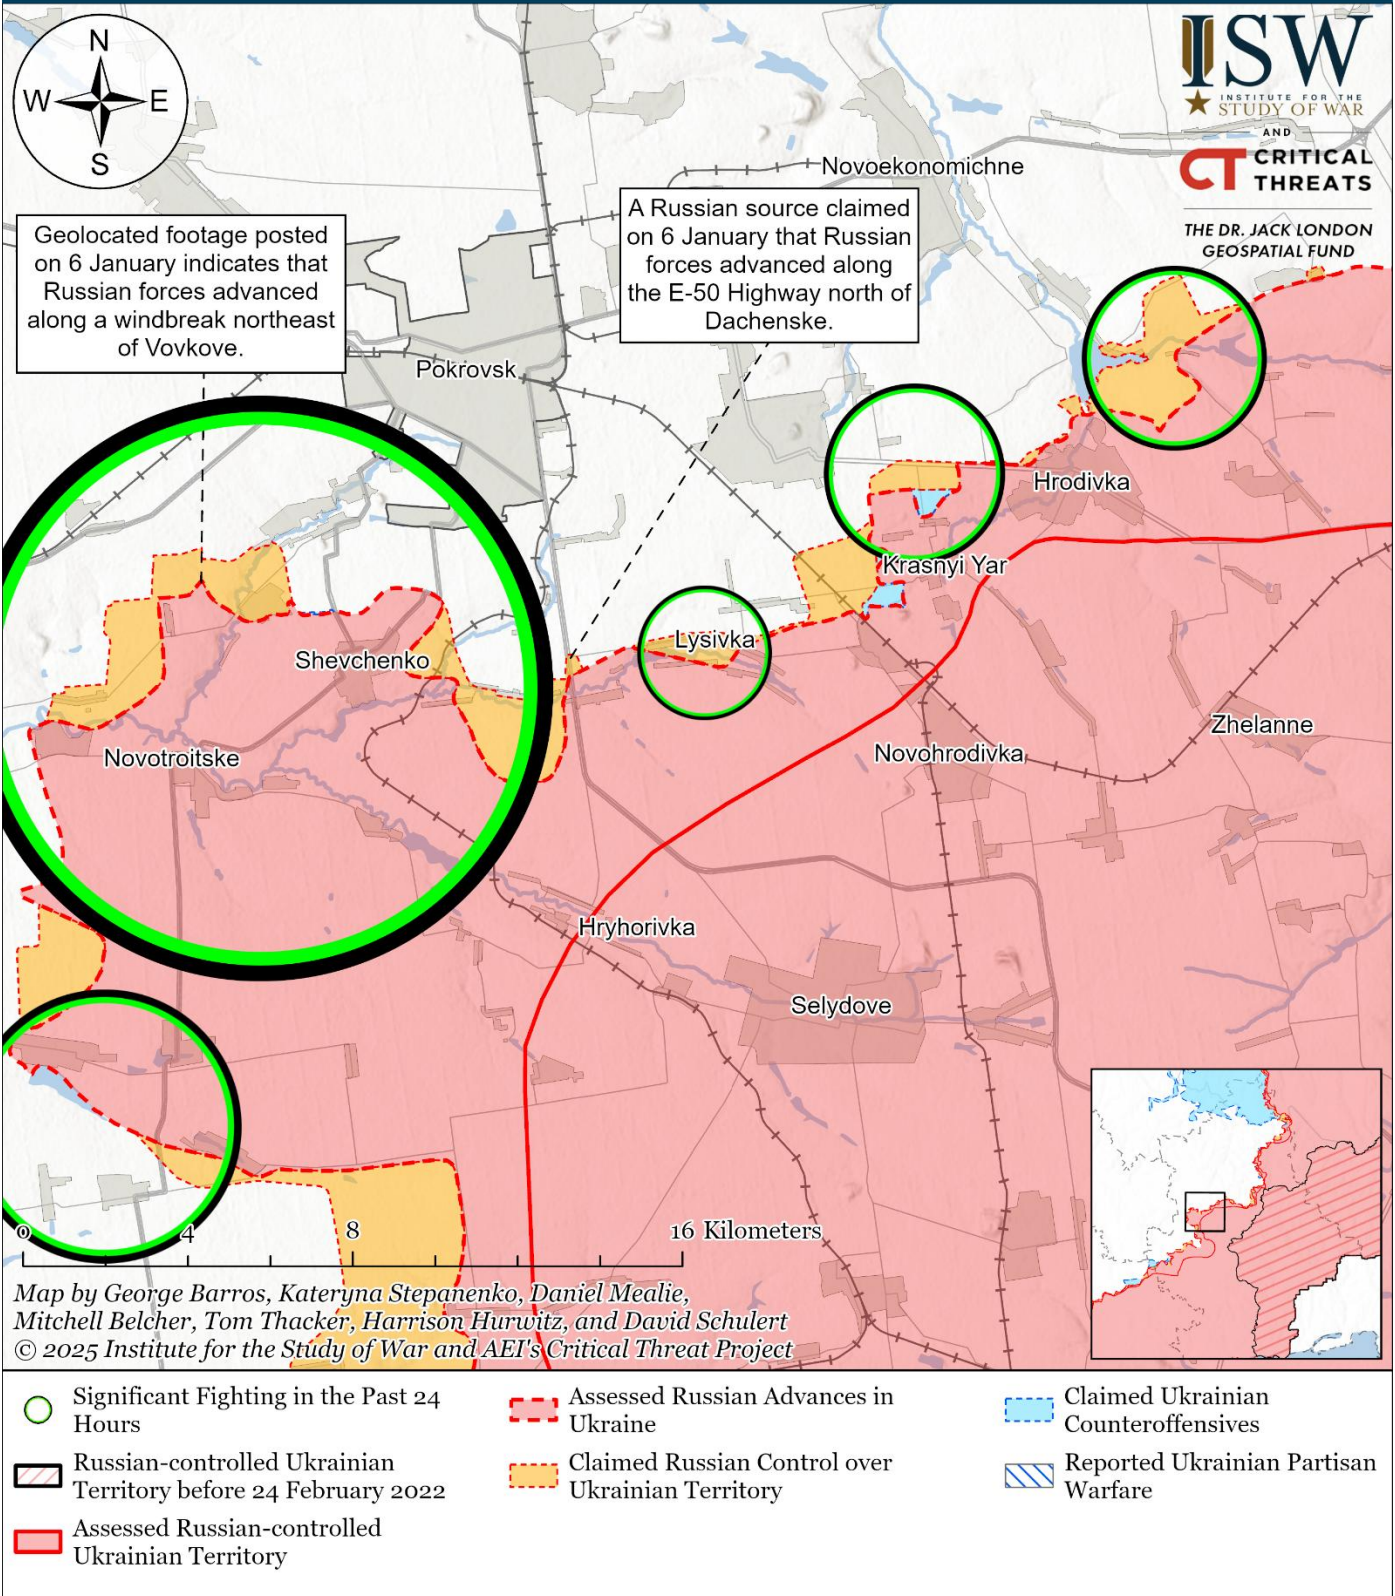 N
W
E
S
ISW
INSTITUTE FOR THE
STUDY OF WAR
AND
CT CRITICAL
THREATS
THE DR. JACK LONDON
GEOSPATIAL FUND
Novoekonomichne
Geolocated footage posted
on 6 January indicates that
Russian forces advanced
along a windbreak northeast
of Vovkove.
A Russian source claimed
on 6 January that Russian
forces advanced along
the E-50 Highway north of
Dachenske.
Pokrovsk
Hrodivka
Krasnyi Yar
Lysivka
Shevchenko
Zhelanne
Novotroitske
Novohrodivka
Hryhorivka
Selydove
0
4
8
16 Kilometers
Map by George Barros, Kateryna Stepanenko, Daniel Mealie,
Mitchell Belcher, Tom Thacker, Harrison Hurwitz, and David Schulert
© 2025 Institute for the Study of War and AEI's Critical Threat Project
Significant Fighting in the Past 24
Hours
Russian-controlled Ukrainian
Territory before 24 February 2022
Assessed Russian-controlled
Ukrainian Territory
Assessed Russian Advances in
Ukraine
Claimed Russian Control over
Ukrainian Territory
Claimed Ukrainian
Counteroffensives
Reported Ukrainian Partisan
Warfare